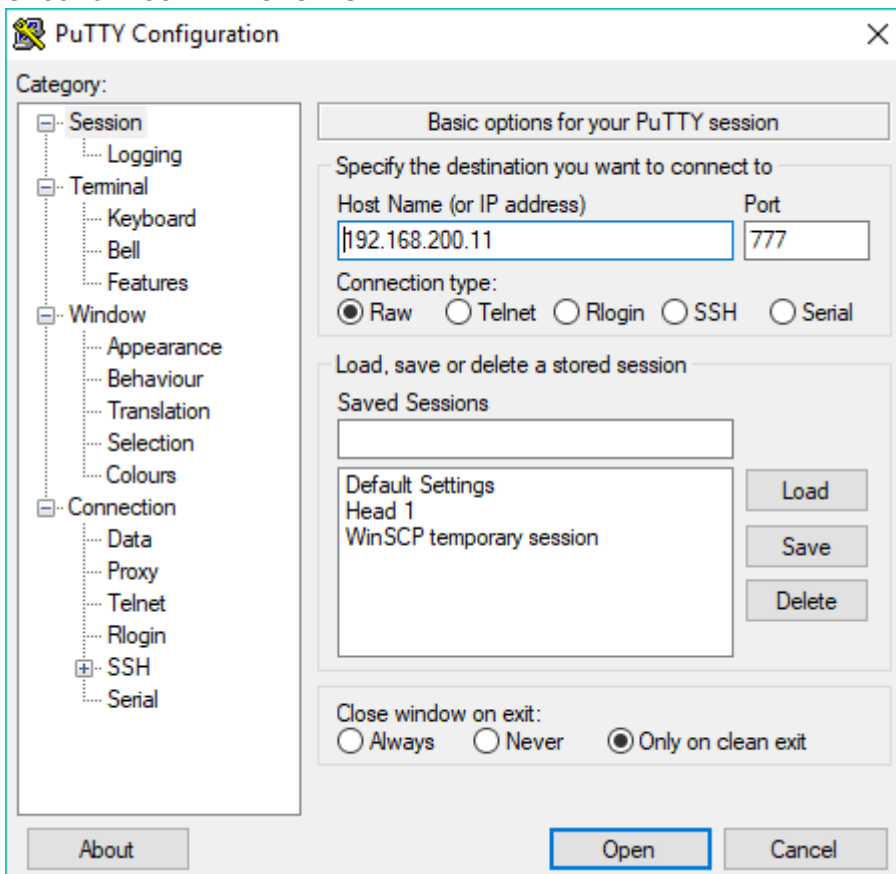 PuTTY Configuration
Category:
Session
Logging
Terminal
Keyboard
Bell
Features
Window
Appearance
Behaviour
Translation
Selection
Colours
Connection
Data
Proxy
Telnet
Rlogin
SSH
Serial
Basic options for your PuTTY session
Specify the destination you want to connect to
Host Name (or IP address) Port
192.168.200.11 777
Connection type:
Raw Telnet Rlogin SSH Serial
Load, save or delete a stored session
Saved Sessions
Default Settings
Head 1
WinSCP temporary session
Load
Save
Delete
Close window on exit:
Always Never Only on clean exit
About Open Cancel